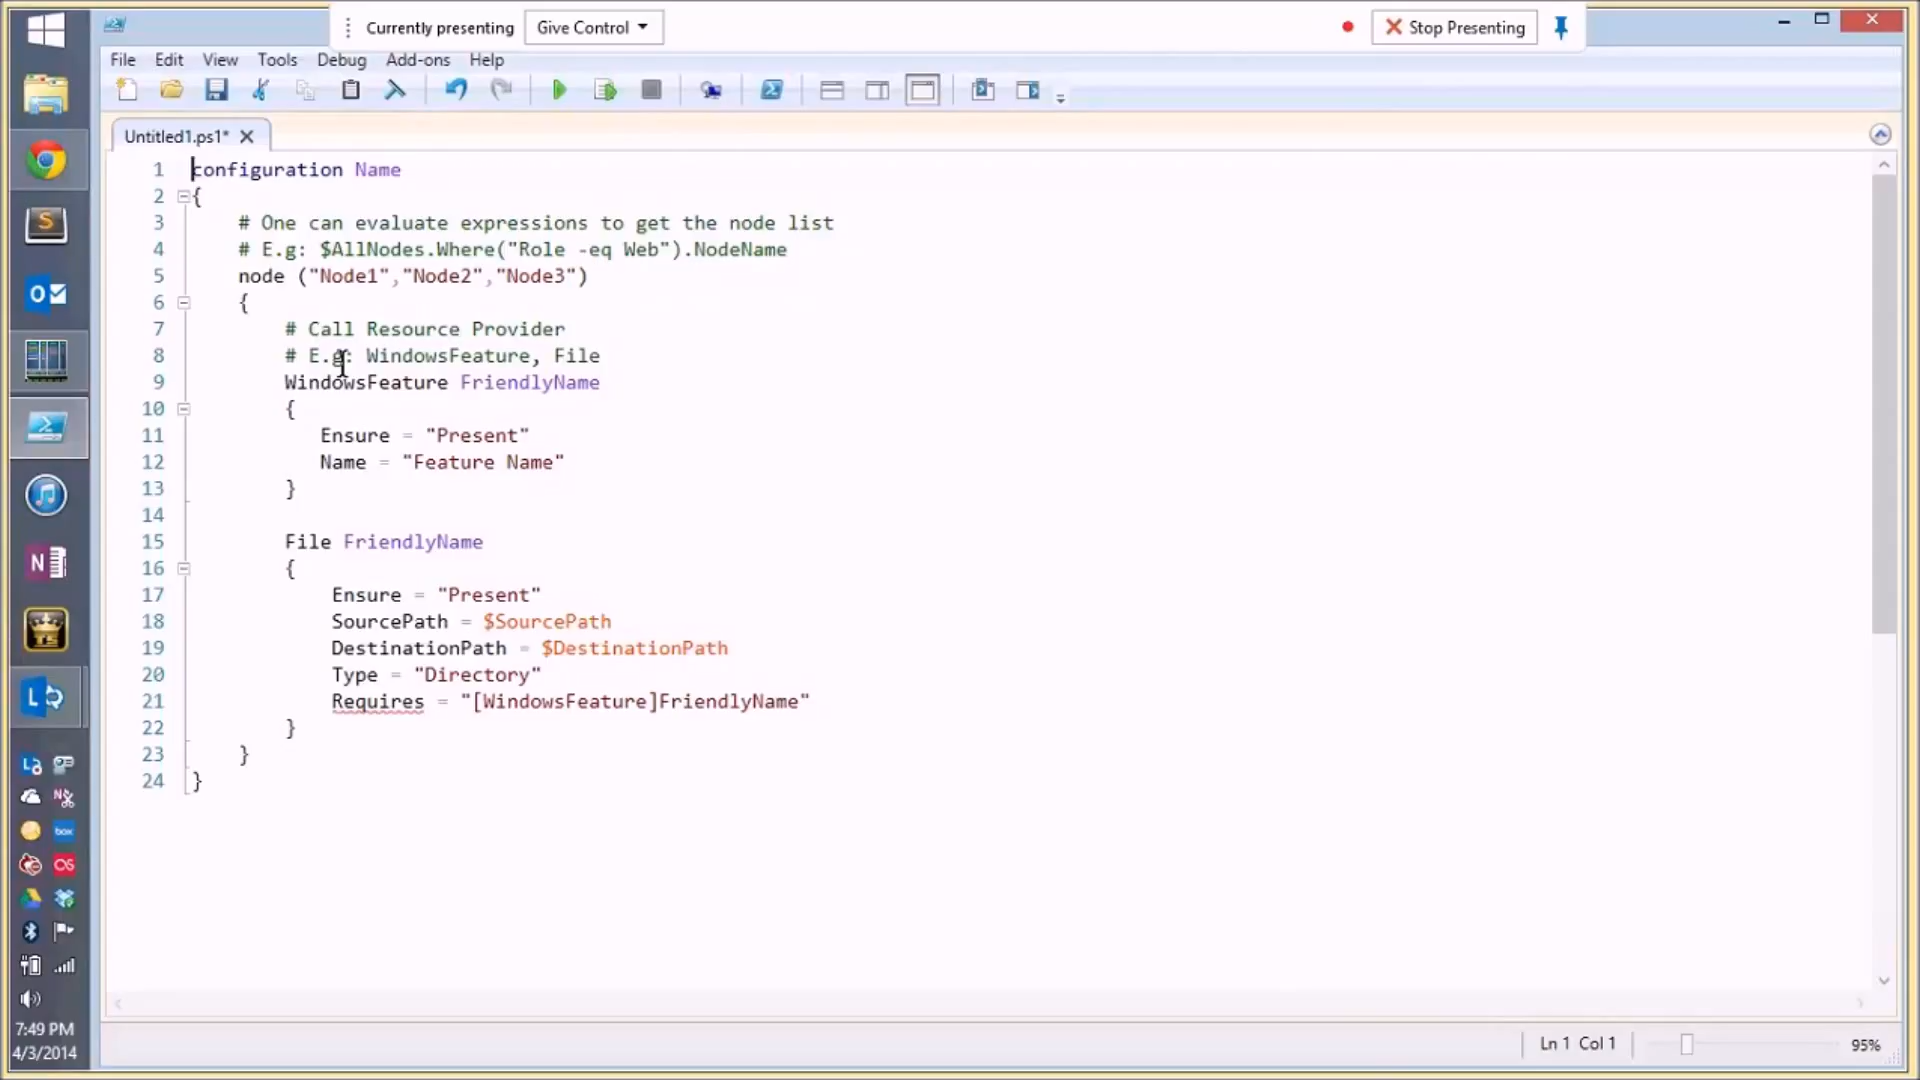 Currently presenting
Give Control
Stop Presenting
File Edit View Tools Debug Add-ons Help
Untitled1.ps1*
1 configuration Name
2 {
3 # One can evaluate expressions to get the node list
4 # E.g: $AllNodes.Where("Role -eq Web").NodeName
5 node ("Node1","Node2","Node3")
6 {
7 # Call Resource Provider
8 # E.g: WindowsFeature, File
9 WindowsFeature FriendlyName
10 {
11 Ensure = "Present"
12 Name = "Feature Name"
13 }
14
15 File FriendlyName
16 {
17 Ensure = "Present"
18 SourcePath = $SourcePath
19 DestinationPath = $DestinationPath
20 Type = "Directory"
21 Requires = "[WindowsFeature]FriendlyName"
22 }
23 }
24 }
box
7:49 PM
4/3/2014
Ln 1 Col 1
95%